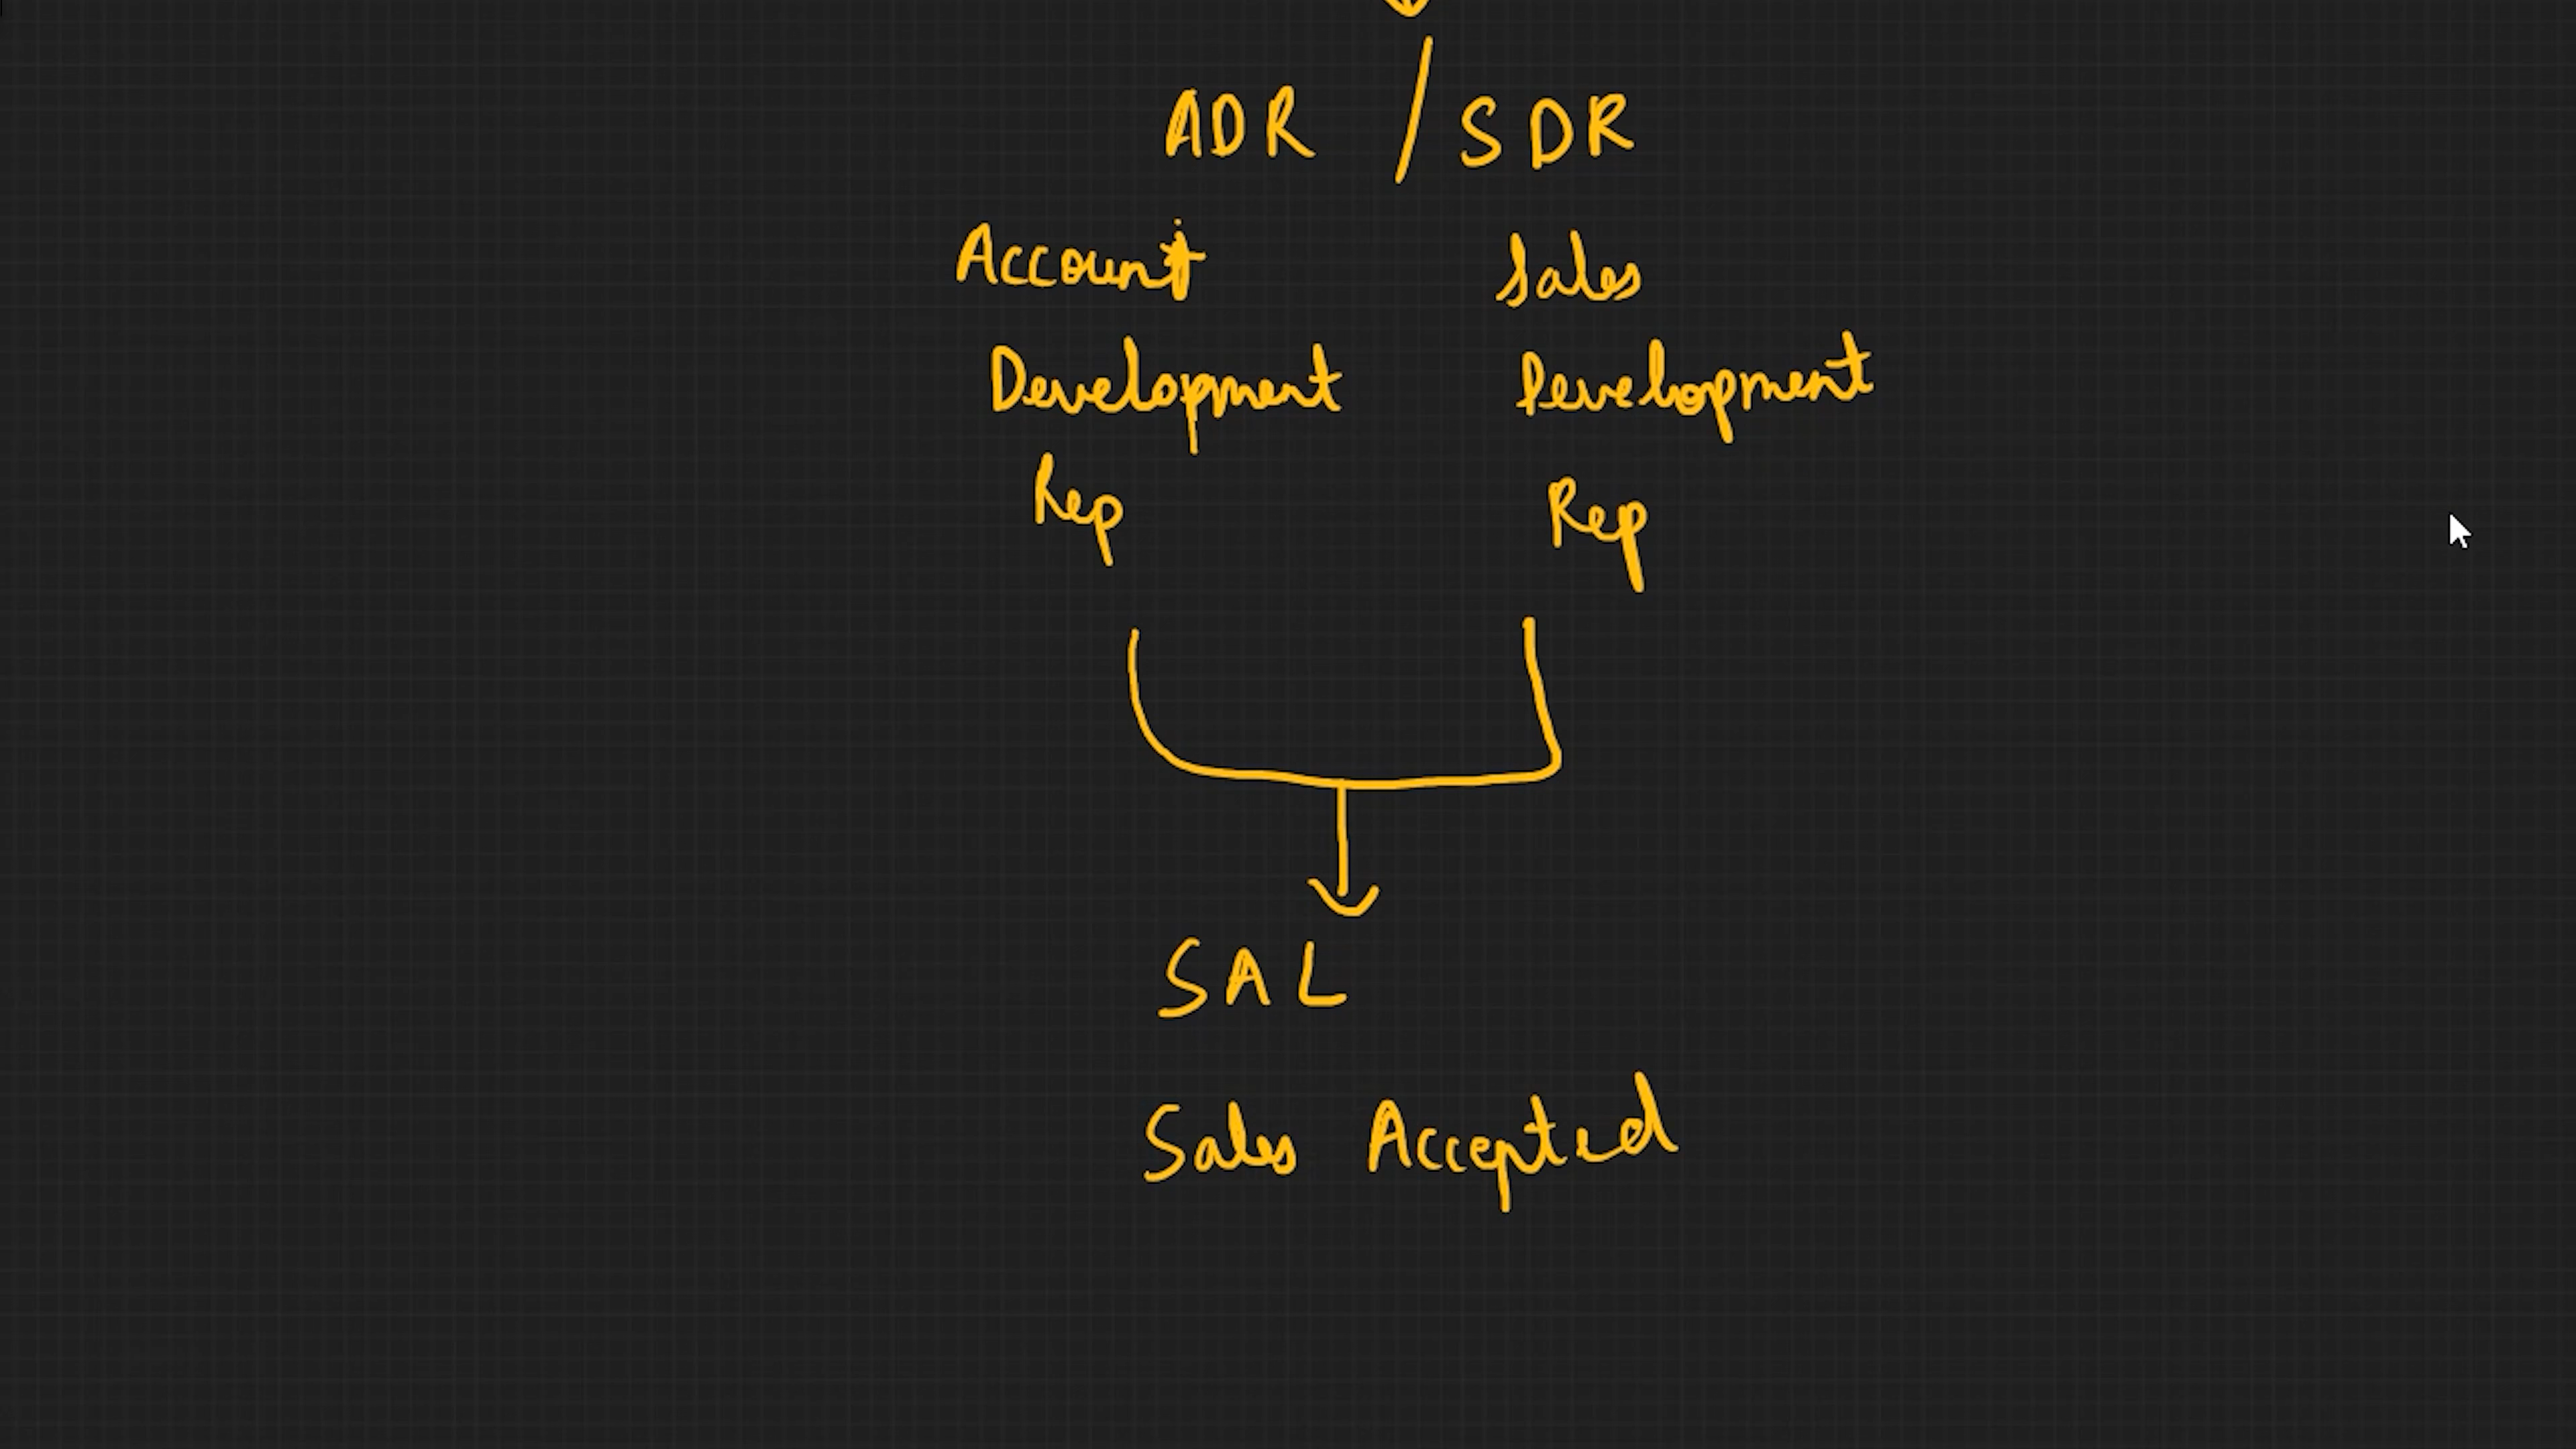 ADR / SDR
Account Sales
Development Development
Rep Rep
SAL
Sales Accepted